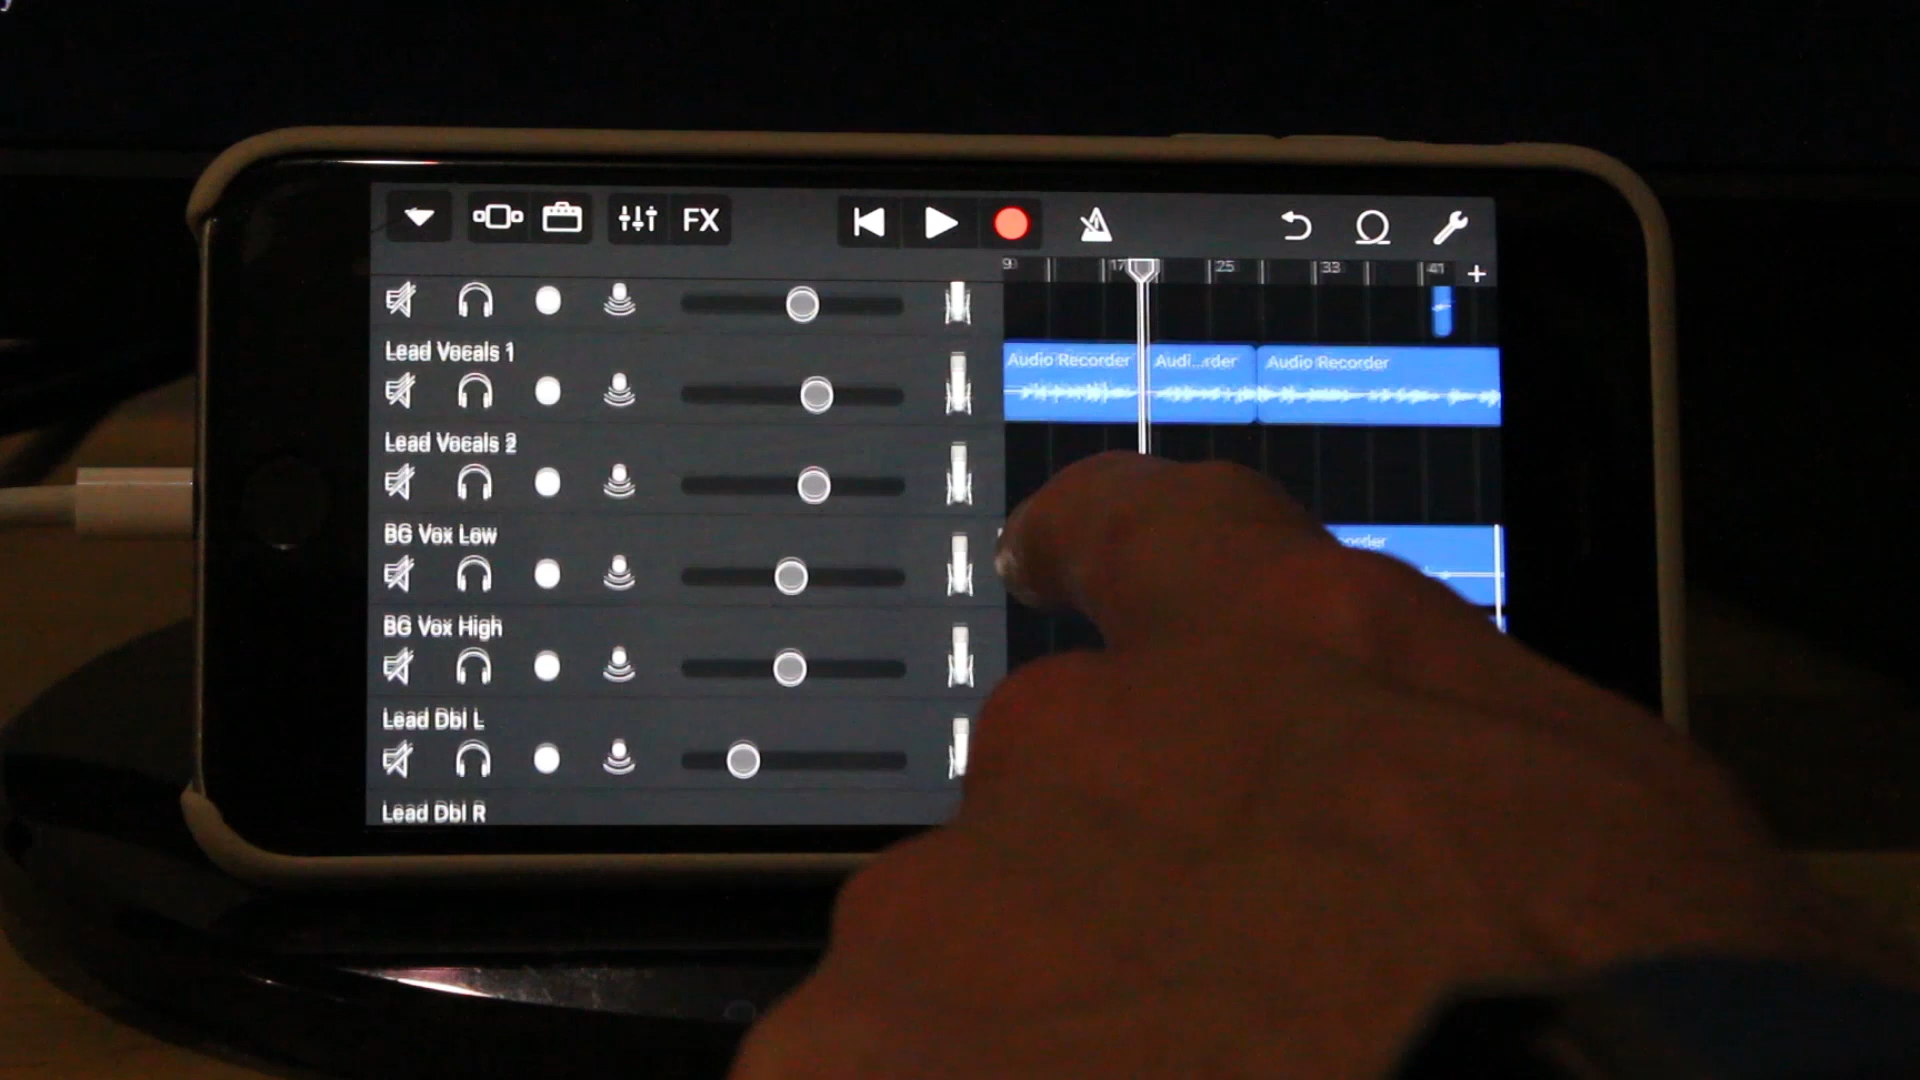 FX
9 17 25 33 41 +
Lead Vocals 1
Audio Recorder Audi...rder Audio Recorder
Lead Vocals 2
BG Vox Low
corder
BG Vox High
Lead Dbl L
Lead Dbl R